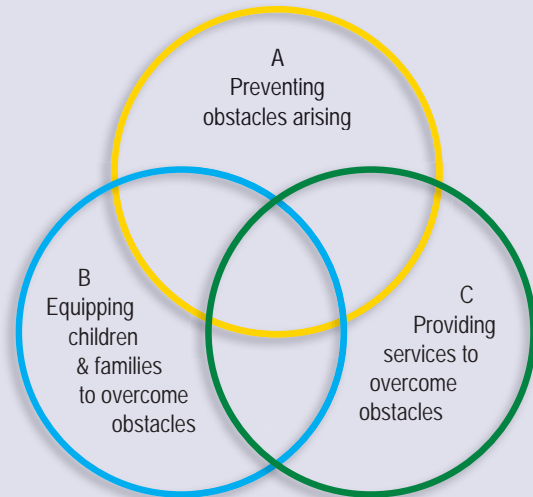 A
Preventing
obstacles arising
B
Equipping
children
& families
to overcome
obstacles
C
Providing
services to
overcome
obstacles